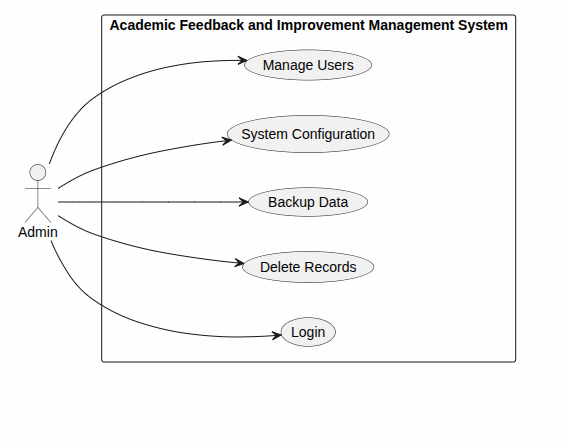 Academic Feedback and Improvement Management System
Manage Users
System Configuration
Backup Data
Admin
Delete Records
Login